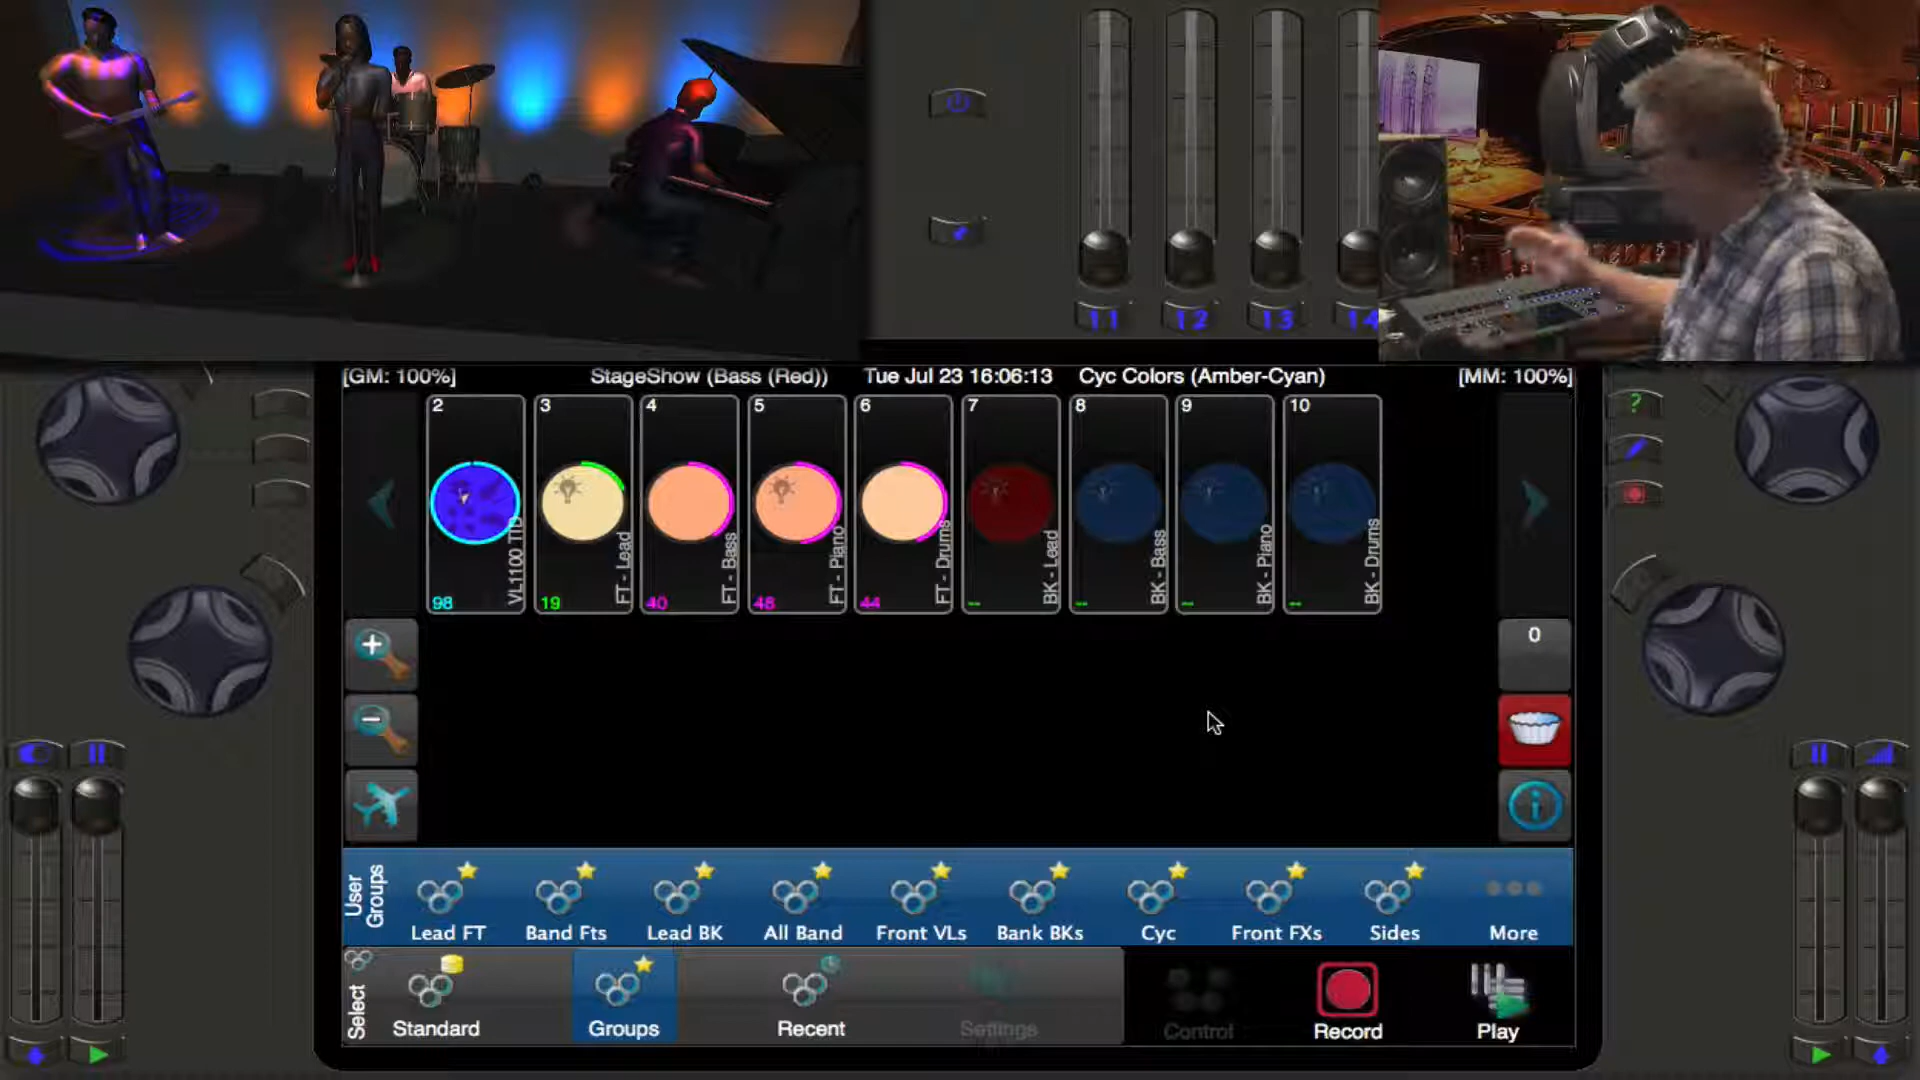 11 12 13 14
[GM: 100%] StageShow (Bass (Red)) Tue Jul 23 16:06:13 Cyc Colors (Amber-Cyan) [MM: 100%]
2 3 4 5 6 7 8 9 10
VL1100 TID
FT - Lead
FT - Bass
FT - Piano
FT - Drums
BK - Lead
BK - Bass
BK - Piano
BK - Drums
98 19 40 48 44 -- -- -- --
?
0
User Groups
Lead FT Band Fts Lead BK All Band Front VLs Bank BKs Cyc Front FXs Sides More
Select
Standard Groups Recent Settings Control Record Play